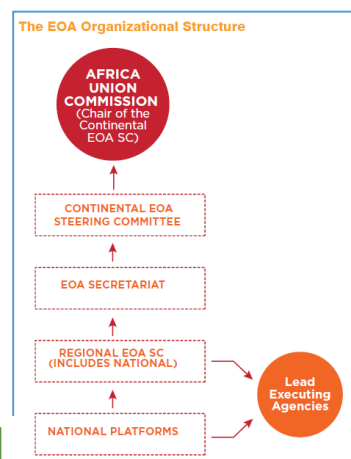 The EOA Organizational Structure
AFRICA
UNION
COMMISSION
(Chair of the
Continental
EOA SC)
CONTINENTAL EOA
STEERING COMMITTEE
EOA SECRETARIAT
REGIONAL EOA SC
(INCLUDES NATIONAL)
Lead
Executing
Agencies
NATIONAL PLATFORMS